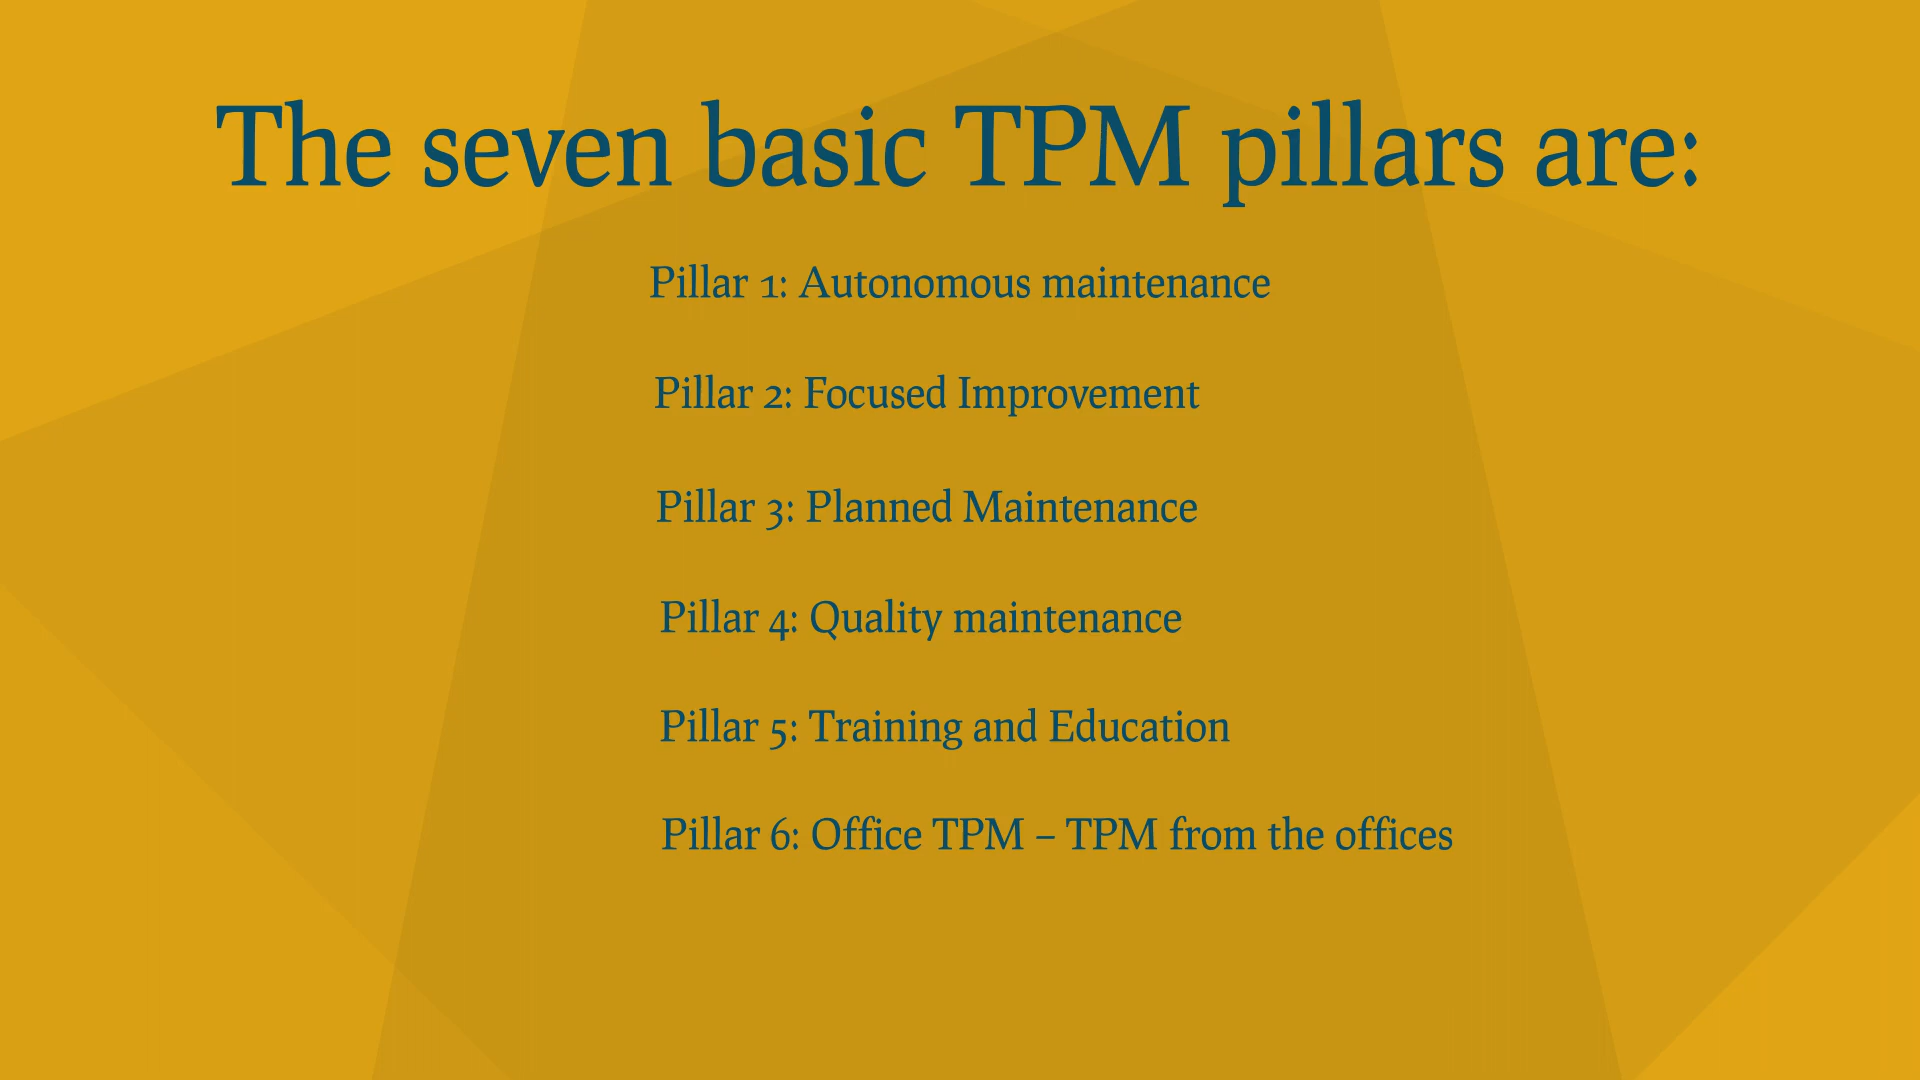 The seven basic TPM pillars are:
Pillar 1: Autonomous maintenance
Pillar 2: Focused Improvement
Pillar 3: Planned Maintenance
Pillar 4: Quality maintenance
Pillar 5: Training and Education
Pillar 6: Office TPM – TPM from the offices